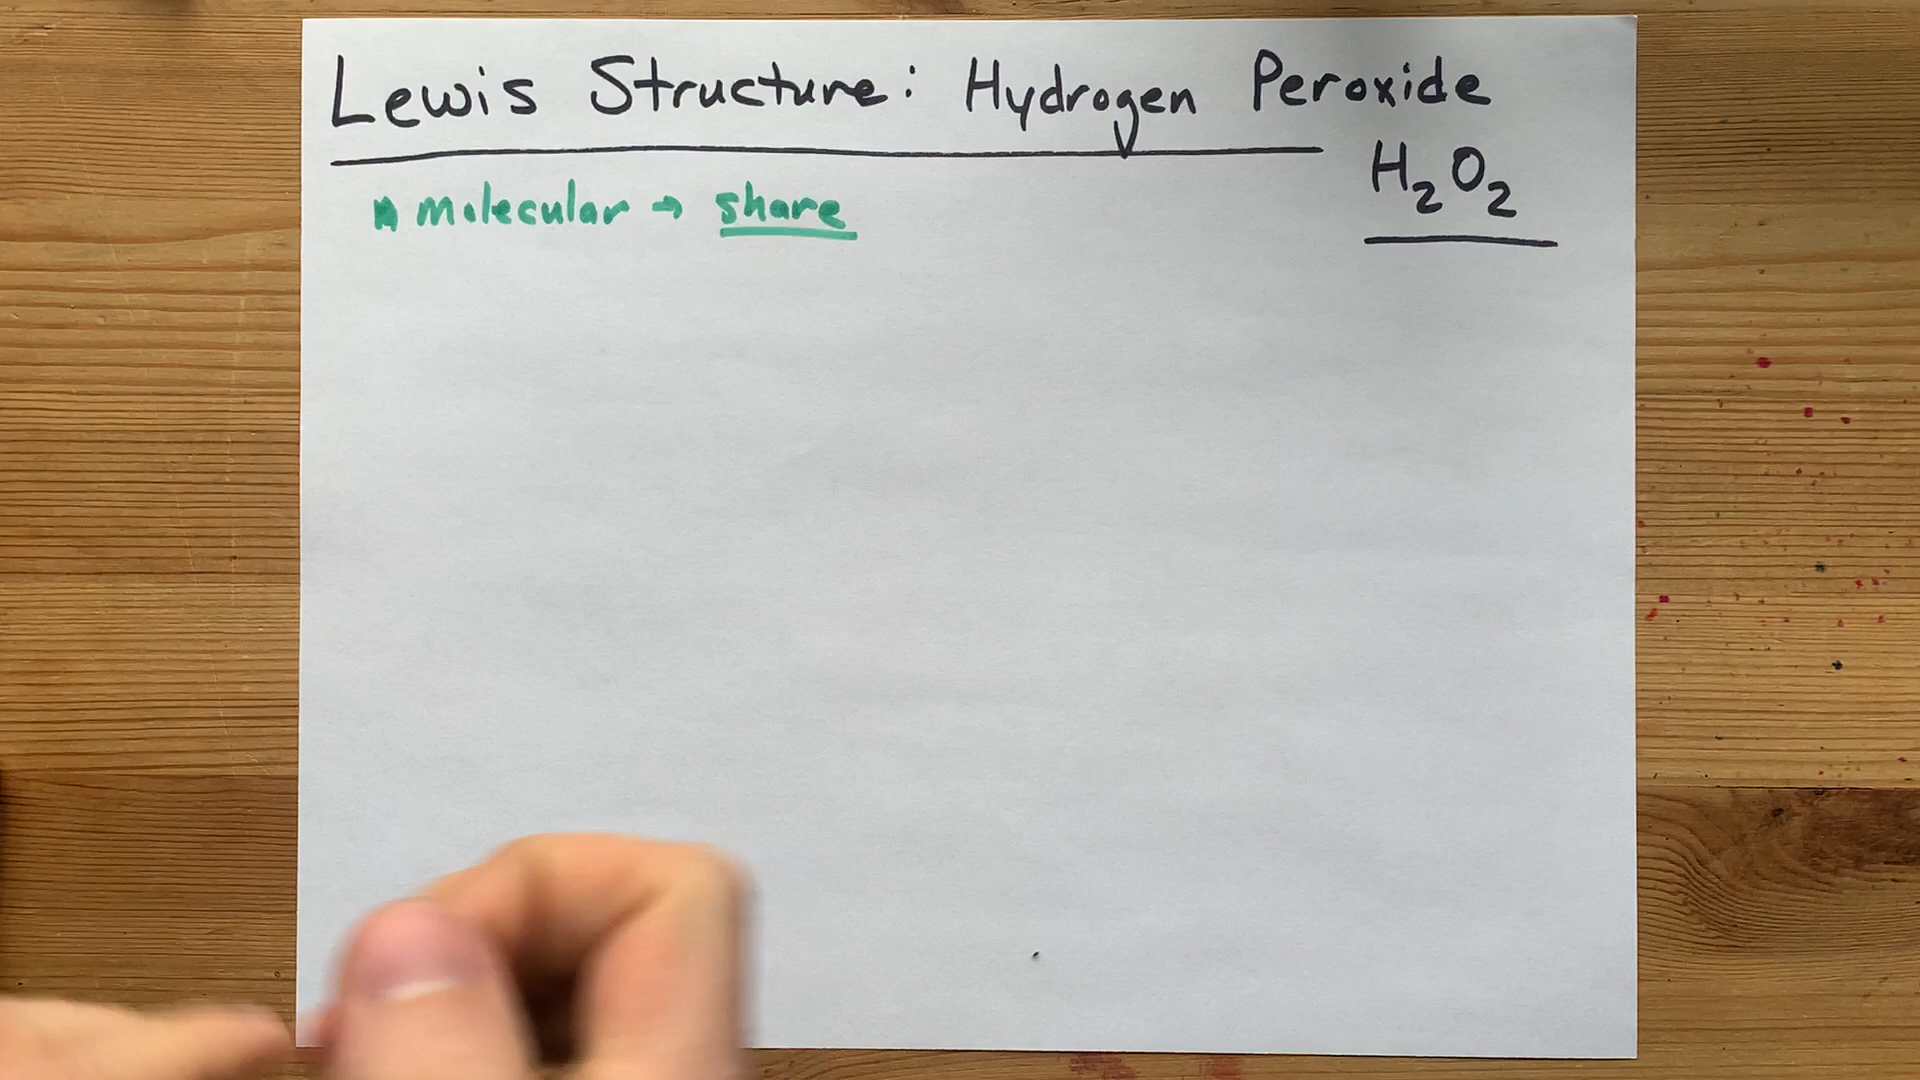 Lewis Structure: Hydrogen Peroxide
H₂O₂
molecular → share